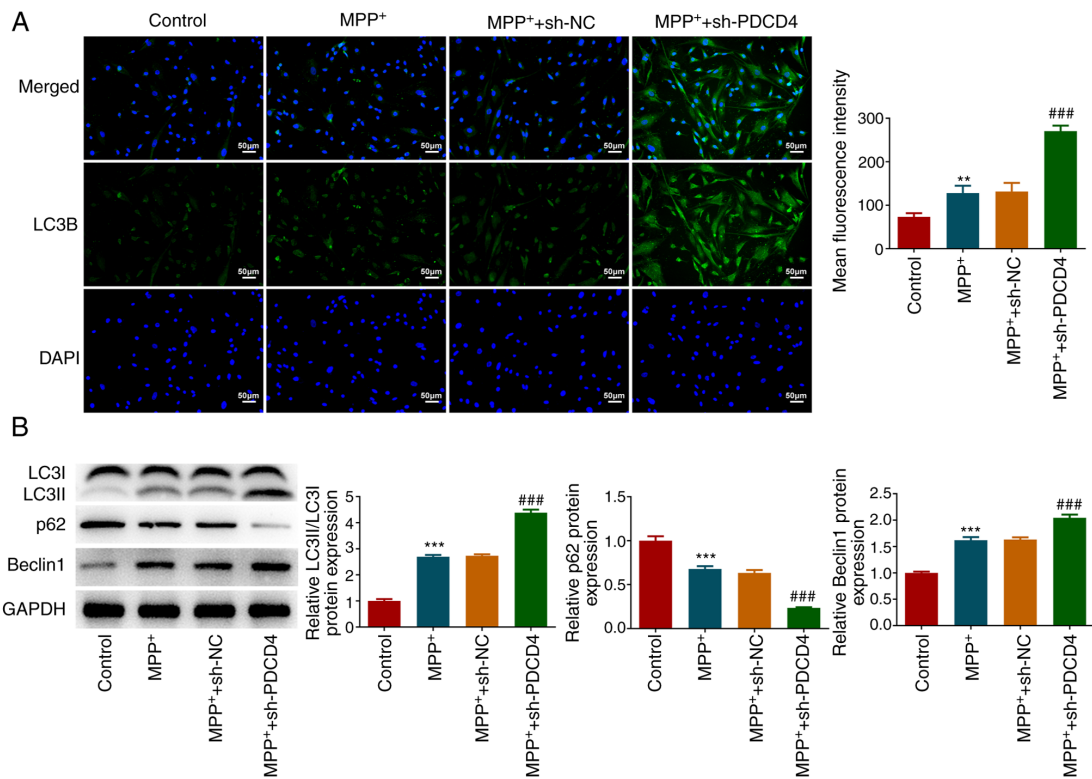 A
Control
MPP⁺
MPP⁺+sh-NC
MPP⁺+sh-PDCD4
Merged
50μm
50μm
50μm
50μm
LC3B
50μm
50μm
50μm
50μm
DAPI
50μm
50μm
50μm
50μm
Mean fluorescence intensity
300
200
100
0
**
###
Control
MPP⁺
MPP⁺+sh-NC
MPP⁺+sh-PDCD4
B
LC3I
LC3II
p62
Beclin1
GAPDH
Control
MPP⁺
MPP⁺+sh-NC
MPP⁺+sh-PDCD4
Relative LC3II/LC3I
protein expression
5
4
3
2
1
0
***
###
Control
MPP⁺
MPP⁺+sh-NC
MPP⁺+sh-PDCD4
Relative p62 protein
expression
1.5
1.0
0.5
0.0
***
###
Control
MPP⁺
MPP⁺+sh-NC
MPP⁺+sh-PDCD4
Relative Beclin1 protein
expression
2.5
2.0
1.5
1.0
0.5
0.0
***
###
Control
MPP⁺
MPP⁺+sh-NC
MPP⁺+sh-PDCD4